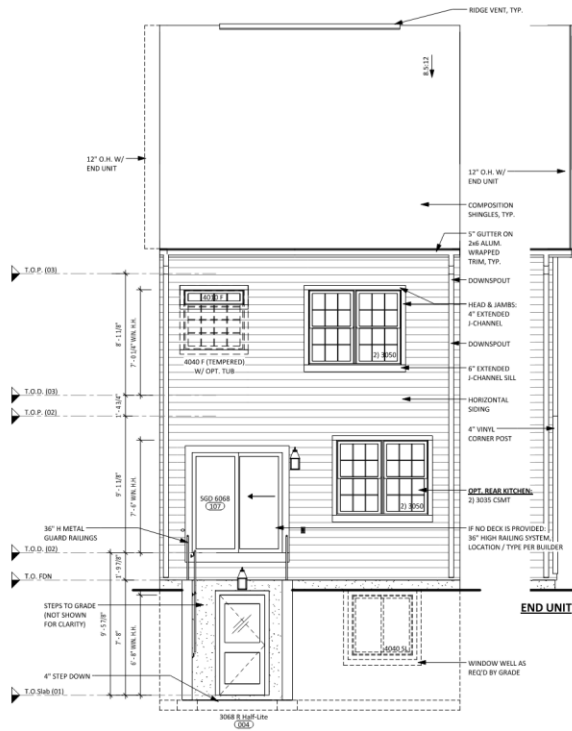 RIDGE VENT, TYP.
8.5:12
12" O.H. W/
END UNIT
12" O.H. W/
END UNIT
COMPOSITION
SHINGLES, TYP.
5" GUTTER ON
2x6 ALUM.
WRAPPED
TRIM, TYP.
T.O.P. (03)
DOWNSPOUT
4010 F
HEAD & JAMBS:
4" EXTENDED
J-CHANNEL
8' - 1 1/8"
7' - 0 1/4" WIN. H.H.
DOWNSPOUT
2) 3050
4040 F (TEMPERED)
W/ OPT. TUB
6" EXTENDED
J-CHANNEL SILL
T.O.D. (03)
HORIZONTAL
SIDING
1' - 4 3/4"
T.O.P. (02)
4" VINYL
CORNER POST
9' - 1 1/8"
7' - 6" WIN. H.H.
SGD 6068
107
OPT. REAR KITCHEN:
2) 3035 CSMT
2) 3050
36" H METAL
GUARD RAILINGS
IF NO DECK IS PROVIDED:
36" HIGH RAILING SYSTEM,
LOCATION / TYPE PER BUILDER
T.O.D. (02)
1' - 9 7/8"
T.O. FDN
STEPS TO GRADE
(NOT SHOWN
FOR CLARITY)
END UNIT
9' - 5 7/8"
7' - 8"
6' - 8" WIN. H.H.
4040 SL
WINDOW WELL AS
REQ'D BY GRADE
4" STEP DOWN
T.O.Slab (01)
3068 R Half-Lite
004